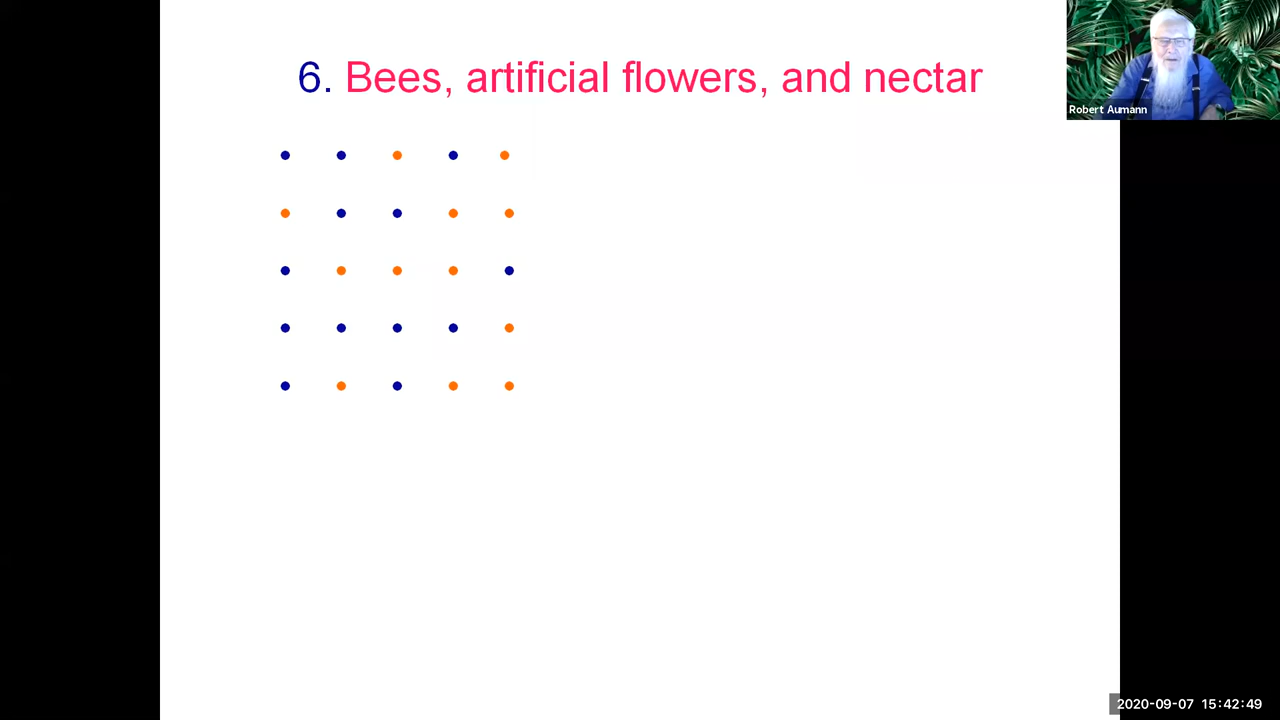 6. Bees, artificial flowers, and nectar
Robert Aumann
2020-09-07 15:42:49